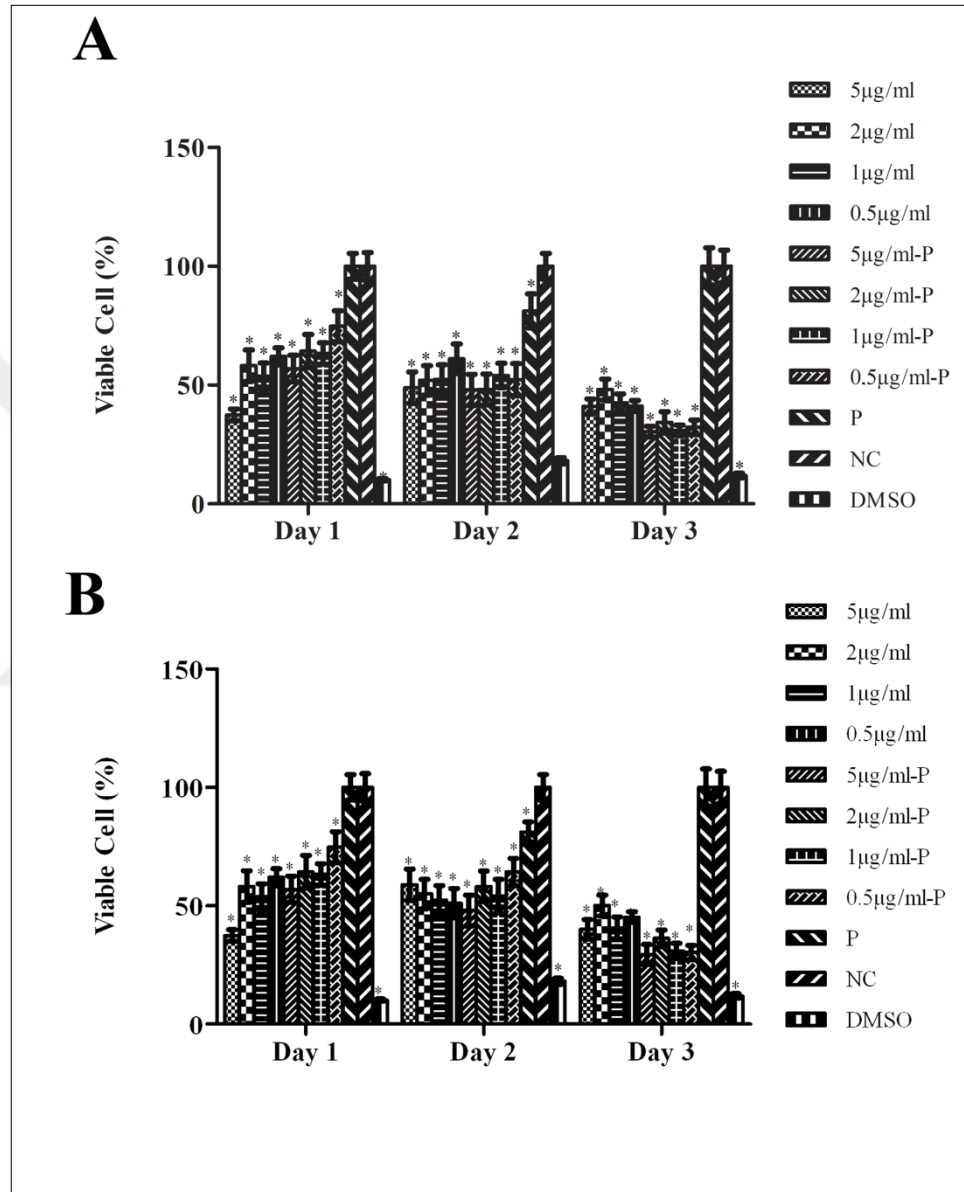 A
5µg/ml
2µg/ml
1µg/ml
0.5µg/ml
5µg/ml-P
2µg/ml-P
1µg/ml-P
0.5µg/ml-P
P
NC
DMSO
Viable Cell (%)
150
100
50
0
* * * * * * * * *
* * * * * * * * *
* * * * * * * * *
Day 1 Day 2 Day 3
B
5µg/ml
2µg/ml
1µg/ml
0.5µg/ml
5µg/ml-P
2µg/ml-P
1µg/ml-P
0.5µg/ml-P
P
NC
DMSO
Viable Cell (%)
150
100
50
0
* * * * * * * * *
* * * * * * * * * *
* * * * * * * *
Day 1 Day 2 Day 3